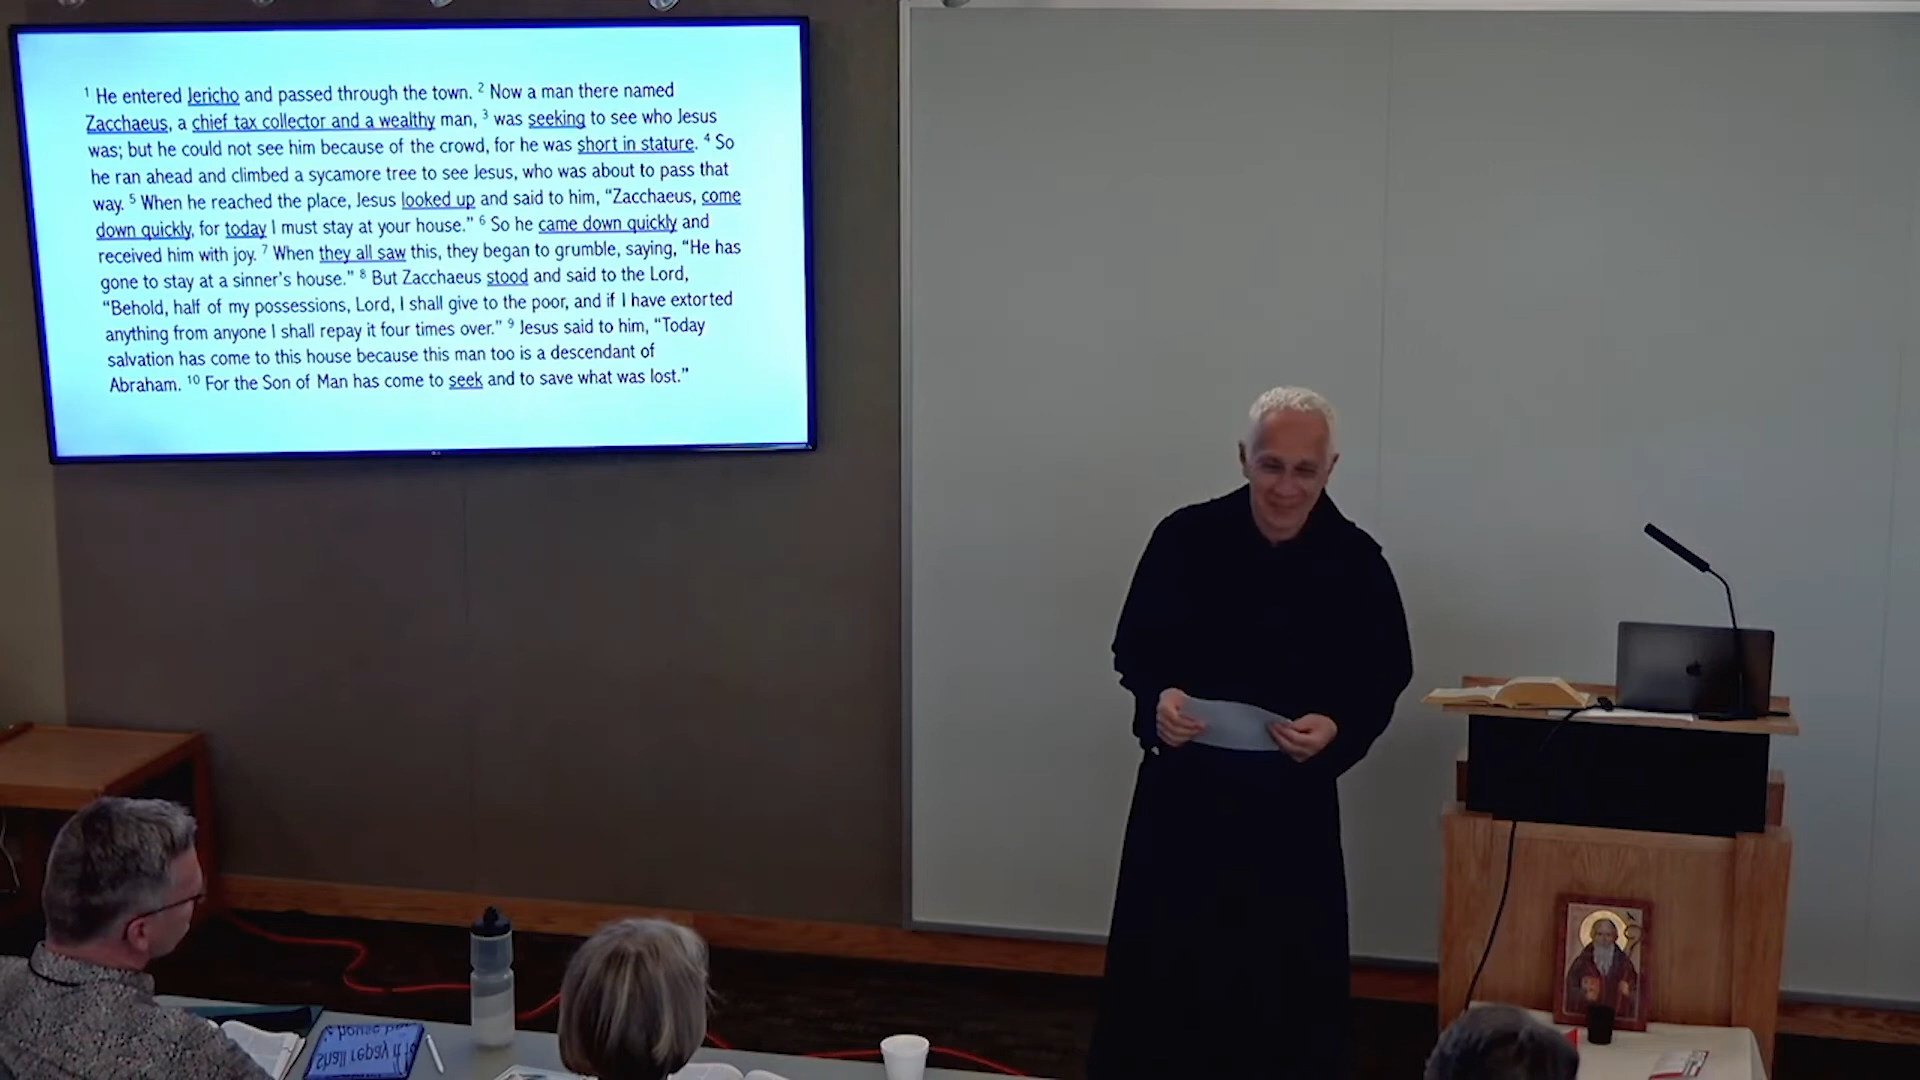 ¹ He entered Jericho and passed through the town. ² Now a man there named
Zacchaeus, a chief tax collector and a wealthy man, ³ was seeking to see who Jesus
was; but he could not see him because of the crowd, for he was short in stature. ⁴ So
he ran ahead and climbed a sycamore tree to see Jesus, who was about to pass that
way. ⁵ When he reached the place, Jesus looked up and said to him, “Zacchaeus, come
down quickly, for today I must stay at your house.” ⁶ So he came down quickly and
received him with joy. ⁷ When they all saw this, they began to grumble, saying, “He has
gone to stay at a sinner’s house.” ⁸ But Zacchaeus stood and said to the Lord,
“Behold, half of my possessions, Lord, I shall give to the poor, and if I have extorted
anything from anyone I shall repay it four times over.” ⁹ Jesus said to him, “Today
salvation has come to this house because this man too is a descendant of
Abraham. ¹⁰ For the Son of Man has come to seek and to save what was lost.”
house
shall repay it